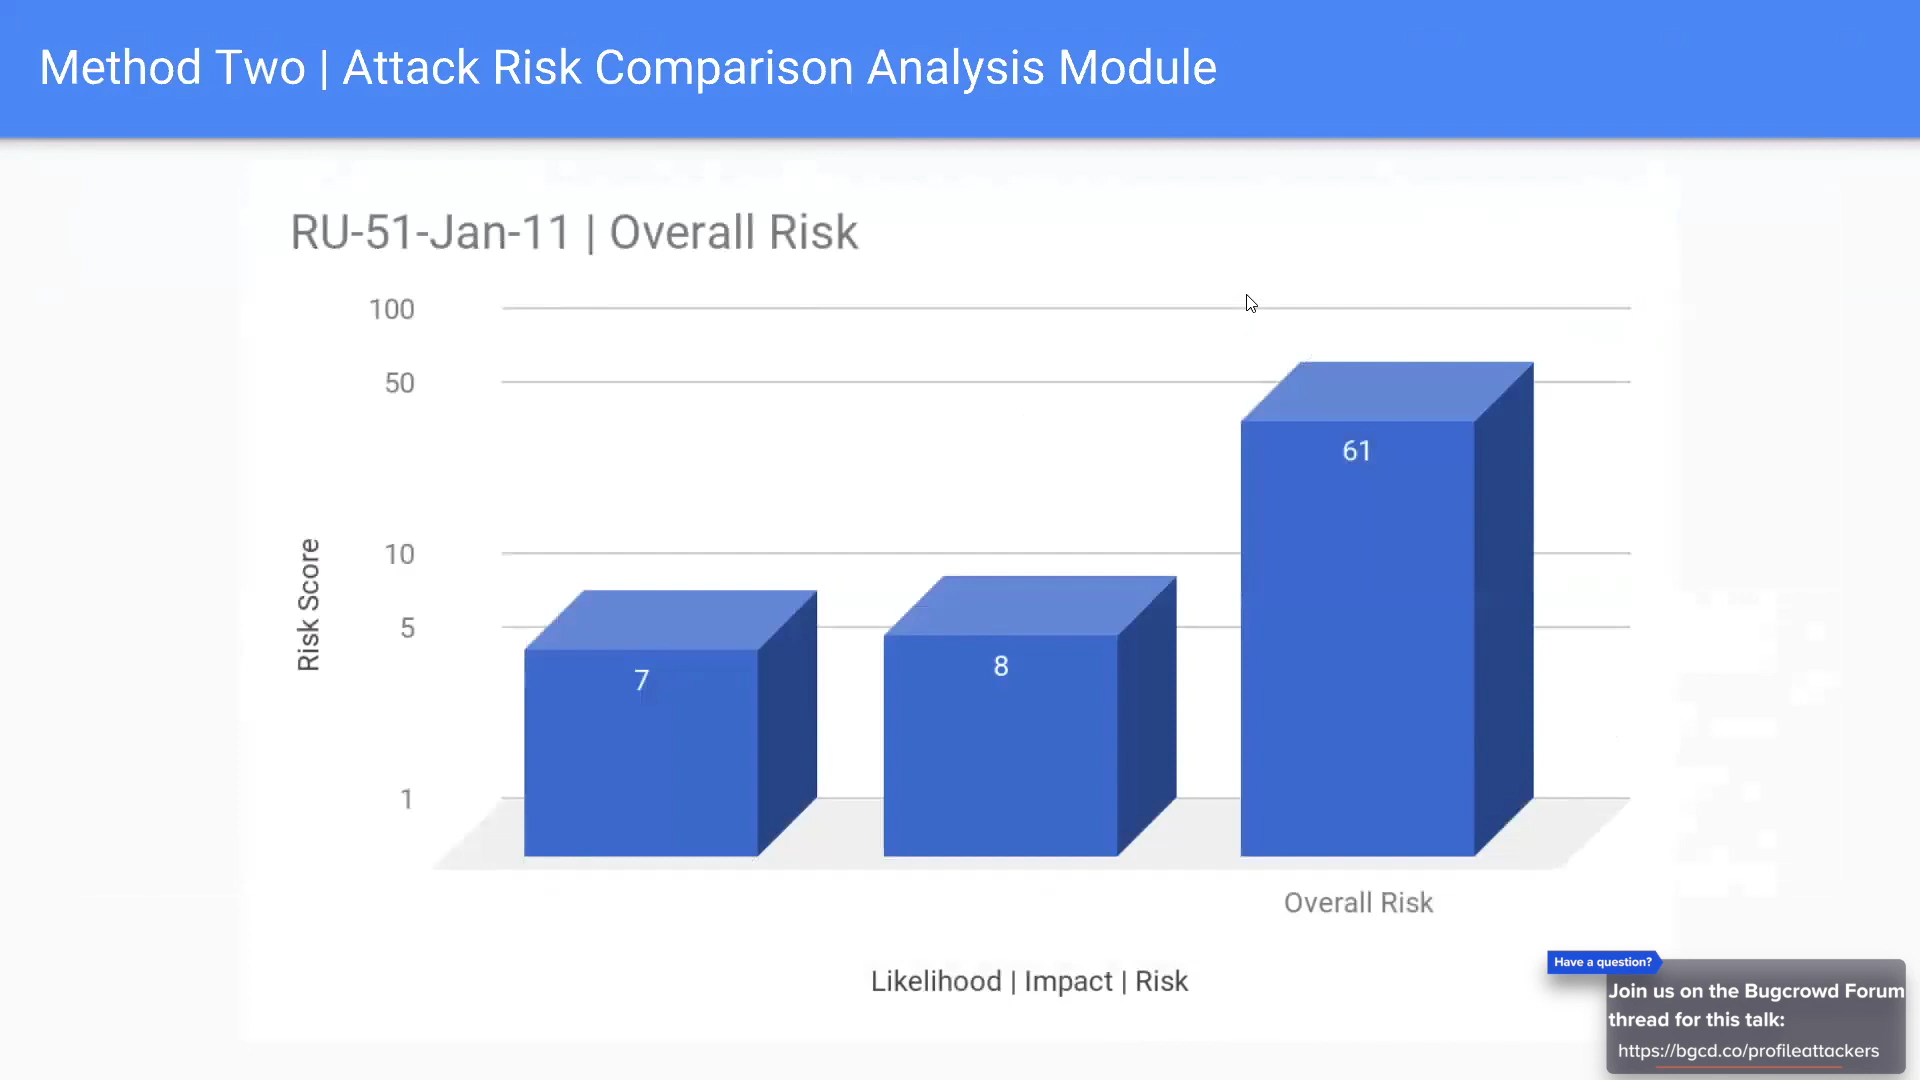 Method Two | Attack Risk Comparison Analysis Module
RU-51-Jan-11 | Overall Risk
100
50
10
5
1
Risk Score
7
8
61
Overall Risk
Likelihood | Impact | Risk
Have a question?
Join us on the Bugcrowd Forum
thread for this talk:
https://bgcd.co/profileattackers